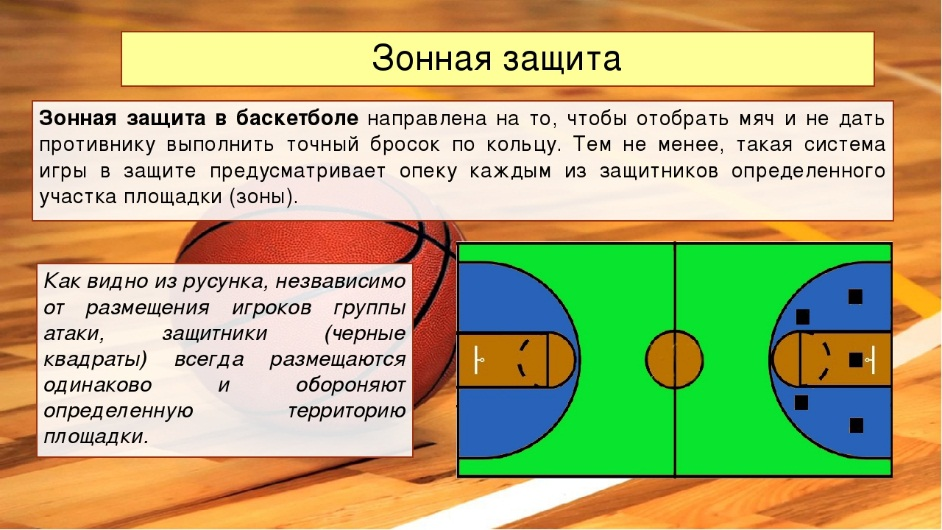 Зонная защита
Зонная защита в баскетболе направлена на то, чтобы отобрать мяч и не дать
противнику выполнить точный бросок по кольцу. Тем не менее, такая система
игры в защите предусматривает опеку каждым из защитников определенного
участка площадки (зоны).
Как видно из русунка, незвависимо
от размещения игроков группы
атаки, защитники (черные
квадраты) всегда размещаются
одинаково и обороняют
определенную территорию
площадки.